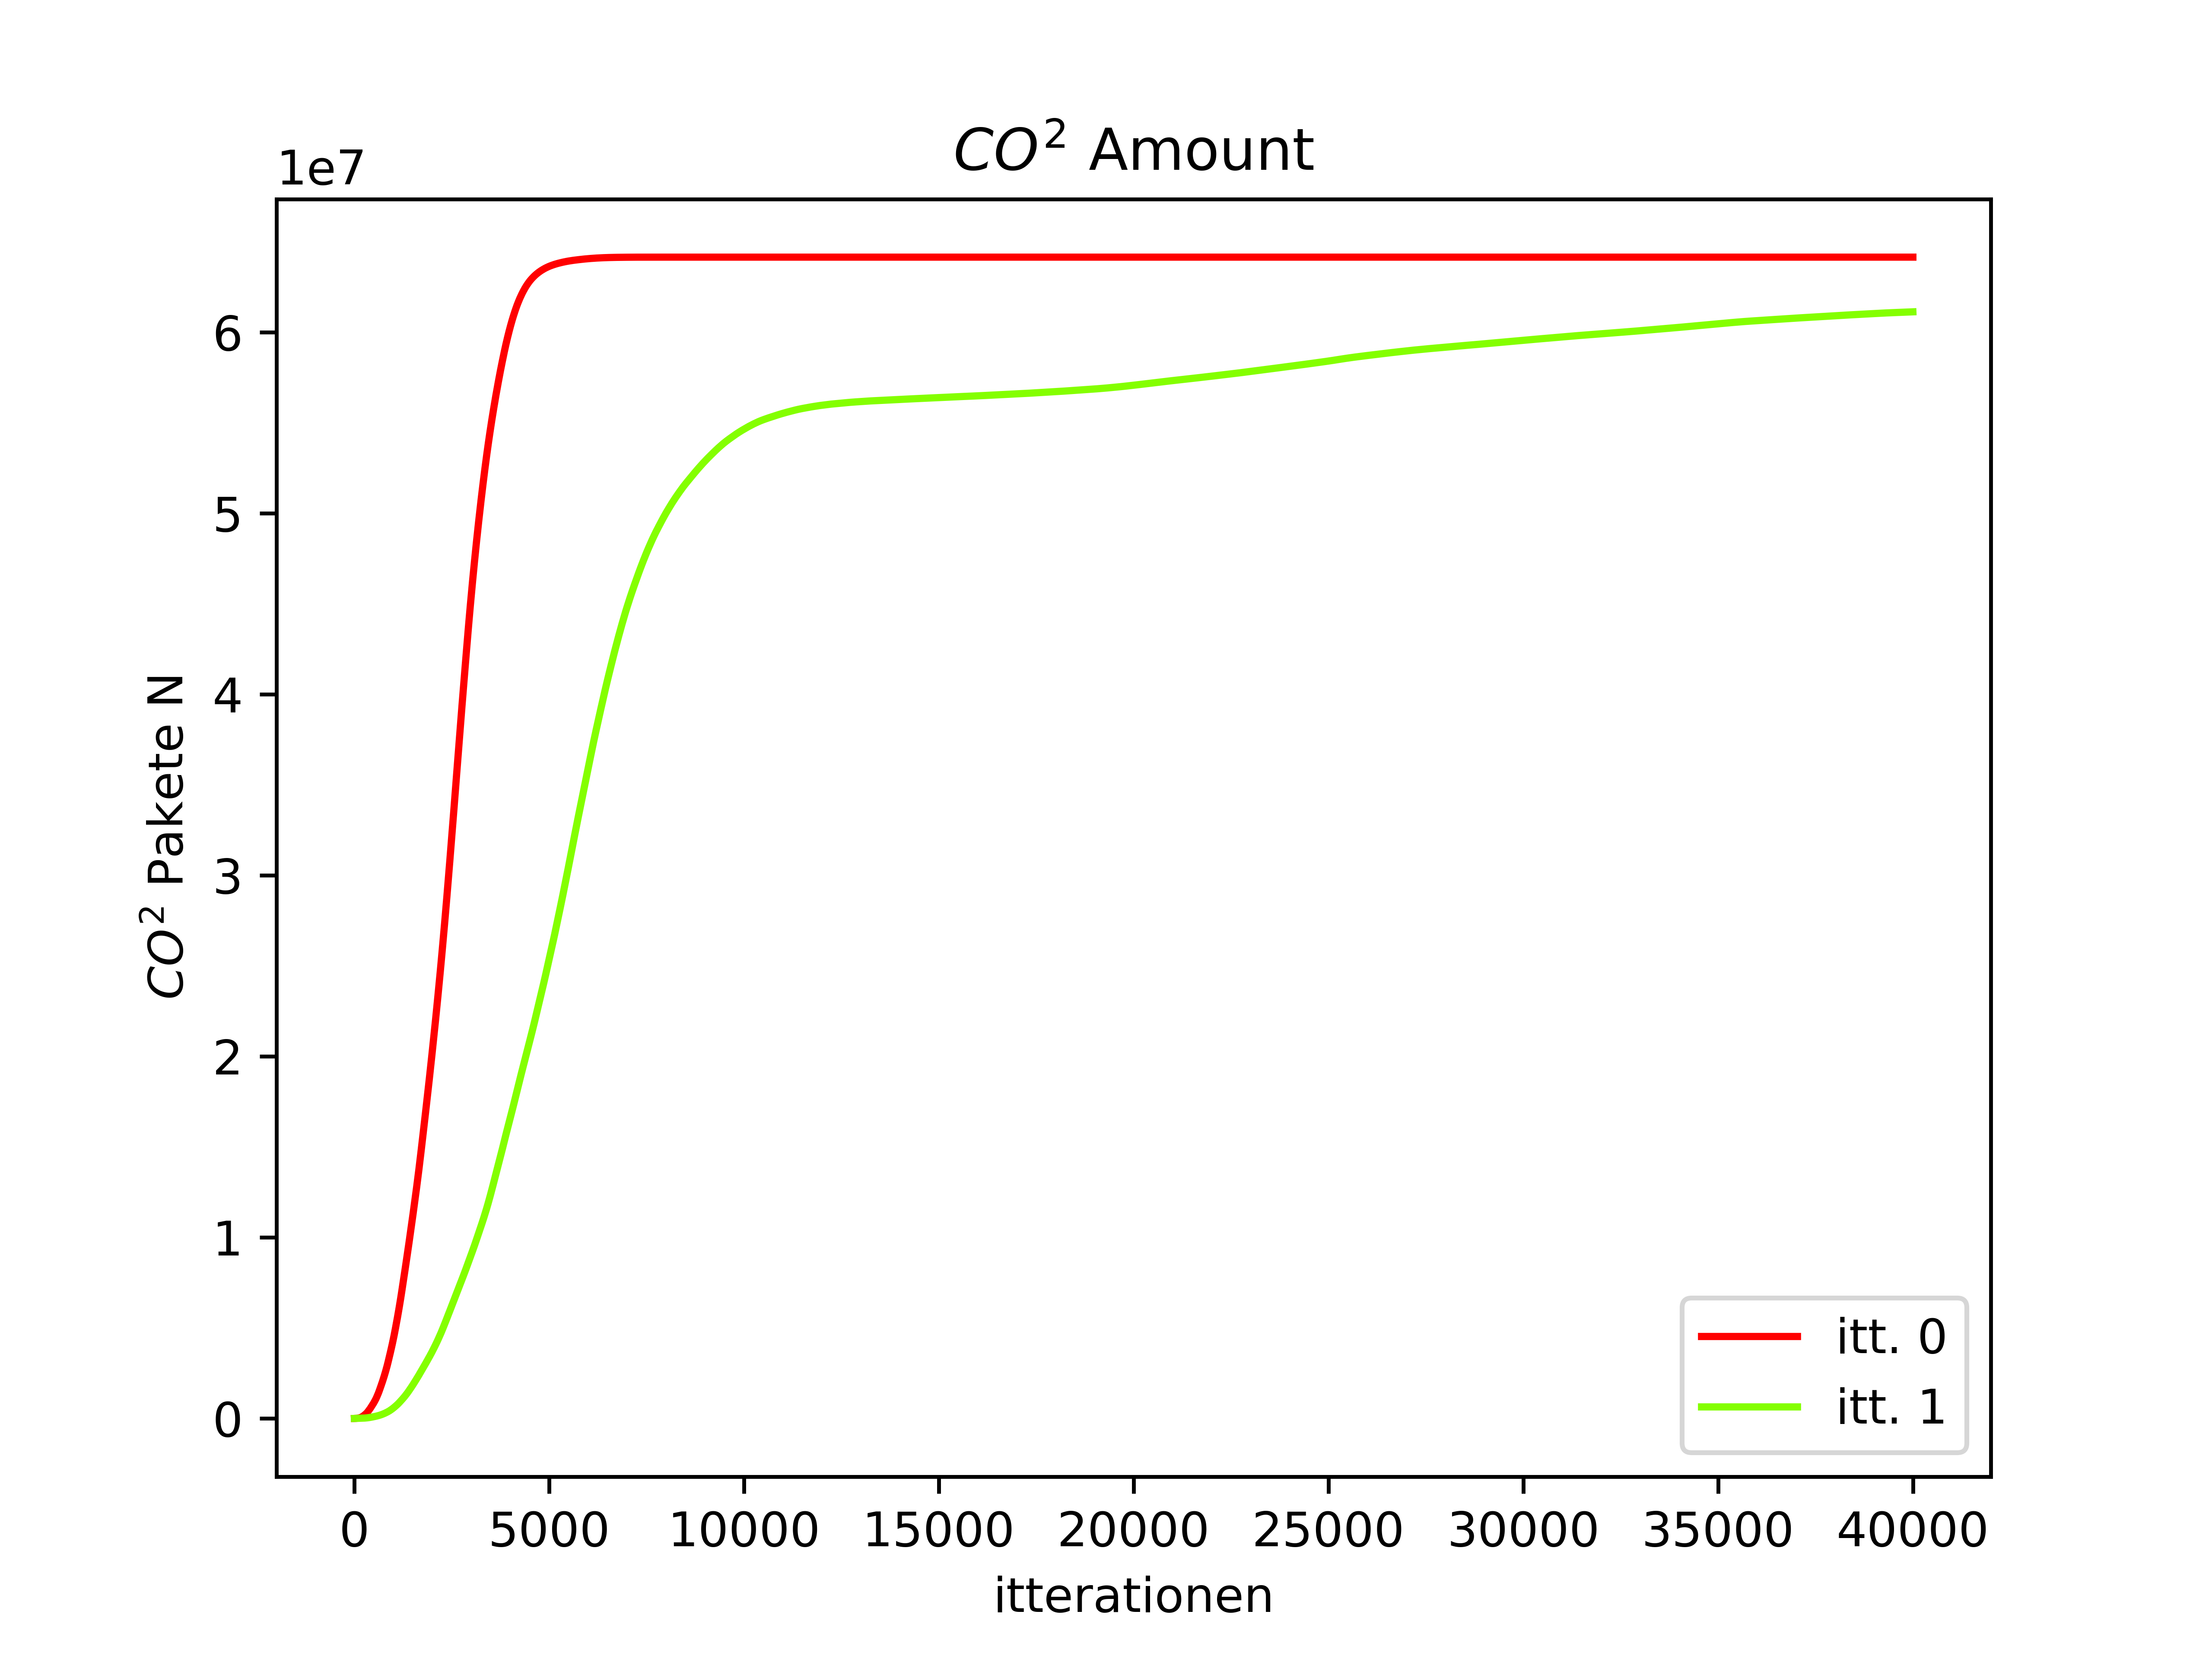 CO² Amount
1e7
CO² Pakete N
6
5
4
3
2
1
0
0 5000 10000 15000 20000 25000 30000 35000 40000
itterationen
itt. 0
itt. 1